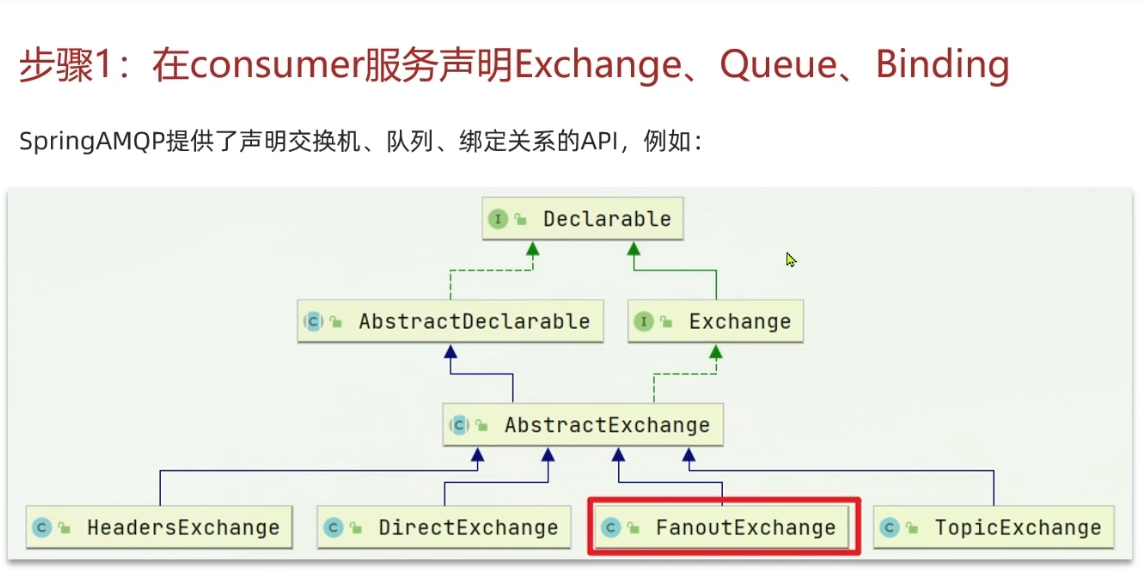 步骤1：在consumer服务声明Exchange、Queue、Binding
SpringAMQP提供了声明交换机、队列、绑定关系的API，例如：
I Declarable
C AbstractDeclarable
I Exchange
C AbstractExchange
C HeadersExchange
C DirectExchange
C FanoutExchange
C TopicExchange